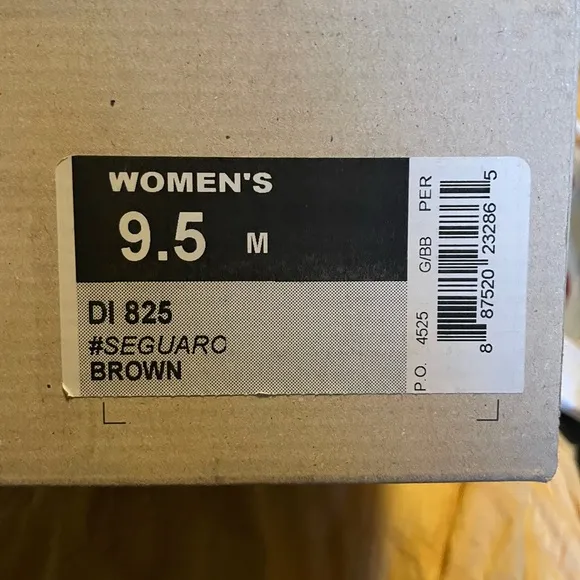 WOMEN'S
9.5 M
DI 825
#SEGUARO
BROWN
P.O. 4525 G/BB PER
8 87520 23286 5